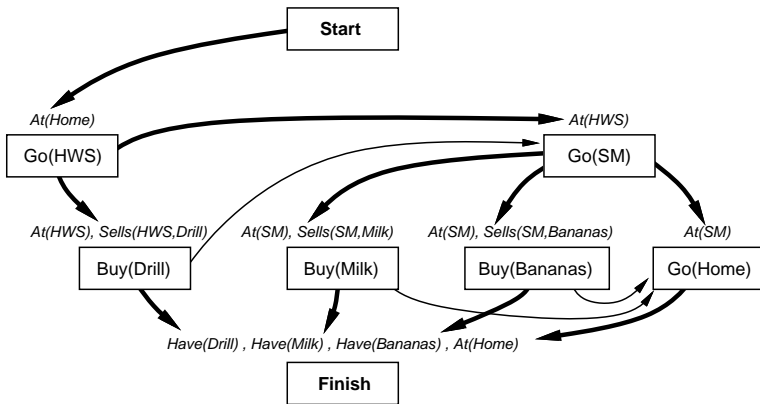 Start
At(Home)
At(HWS)
Go(HWS)
Go(SM)
At(HWS), Sells(HWS,Drill)
At(SM), Sells(SM,Milk)
At(SM), Sells(SM,Bananas)
At(SM)
Buy(Drill)
Buy(Milk)
Buy(Bananas)
Go(Home)
Have(Drill) , Have(Milk) , Have(Bananas) , At(Home)
Finish